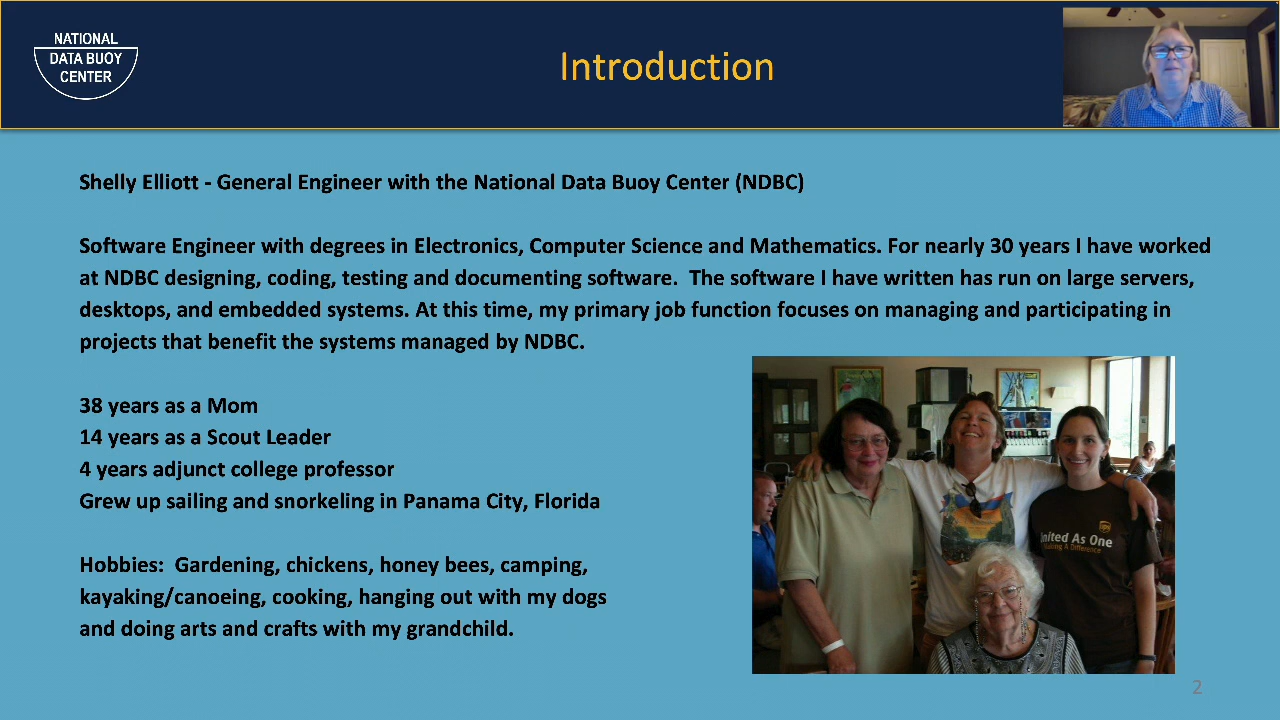 NATIONAL
DATA BUOY
CENTER
Introduction
Shelly Elliott - General Engineer with the National Data Buoy Center (NDBC)
Software Engineer with degrees in Electronics, Computer Science and Mathematics. For nearly 30 years I have worked
at NDBC designing, coding, testing and documenting software.  The software I have written has run on large servers,
desktops, and embedded systems. At this time, my primary job function focuses on managing and participating in
projects that benefit the systems managed by NDBC.
38 years as a Mom
14 years as a Scout Leader
4 years adjunct college professor
Grew up sailing and snorkeling in Panama City, Florida
Hobbies:  Gardening, chickens, honey bees, camping,
kayaking/canoeing, cooking, hanging out with my dogs
and doing arts and crafts with my grandchild.
ups
United As One
Making A Difference
2